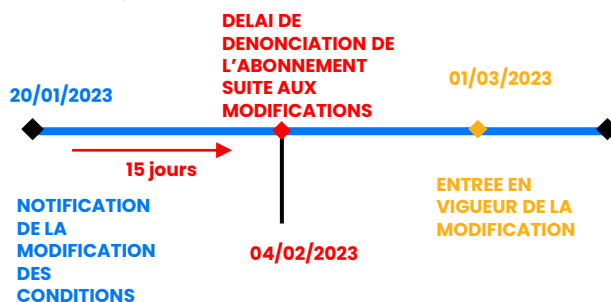 DELAI DE
DENONCIATION DE
L'ABONNEMENT
SUITE AUX
MODIFICATIONS
20/01/2023
01/03/2023
15 jours
NOTIFICATION
DE LA
MODIFICATION
DES
CONDITIONS
04/02/2023
ENTREE EN
VIGUEUR DE LA
MODIFICATION